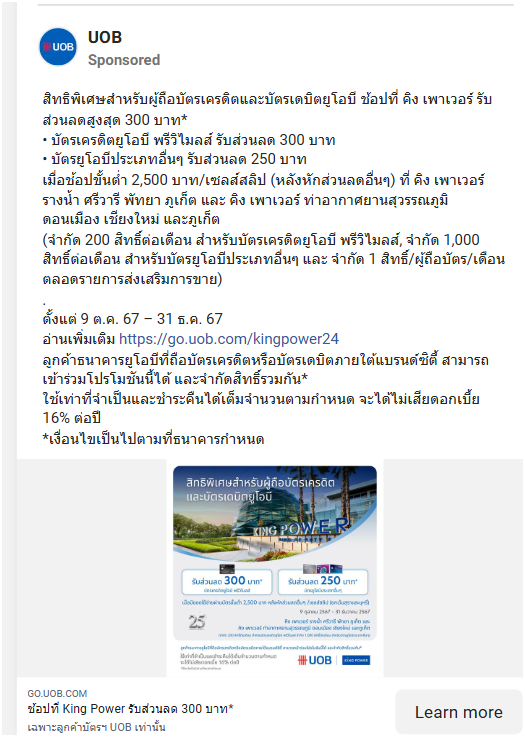 UOB
UOB
Sponsored
สิทธิพิเศษสำหรับผู้ถือบัตรเครดิตและบัตรเดบิตยูโอบี ช้อปที่ คิง เพาเวอร์ รับ
ส่วนลดสูงสุด 300 บาท*
• บัตรเครดิตยูโอบี พรีวิไมลส์ รับส่วนลด 300 บาท
• บัตรยูโอบีประเภทอื่นๆ รับส่วนลด 250 บาท
เมื่อช้อปขั้นต่ำ 2,500 บาท/เซลส์สลิป (หลังหักส่วนลดอื่นๆ) ที่ คิง เพาเวอร์
รางน้ำ ศรีวารี พัทยา ภูเก็ต และ คิง เพาเวอร์ ท่าอากาศยานสุวรรณภูมิ
ดอนเมือง เชียงใหม่ และภูเก็ต
(จำกัด 200 สิทธิ์ต่อเดือน สำหรับบัตรเครดิตยูโอบี พรีวิไมลส์, จำกัด 1,000
สิทธิ์ต่อเดือน สำหรับบัตรยูโอบีประเภทอื่นๆ และ จำกัด 1 สิทธิ์/ผู้ถือบัตร/เดือน
ตลอดรายการส่งเสริมการขาย)
.
ตั้งแต่ 9 ต.ค. 67 – 31 ธ.ค. 67
อ่านเพิ่มเติม https://go.uob.com/kingpower24
ลูกค้าธนาคารยูโอบีที่ถือบัตรเครดิตหรือบัตรเดบิตภายใต้แบรนด์ซิตี้ สามารถ
เข้าร่วมโปรโมชันนี้ได้ และจำกัดสิทธิ์รวมกัน*
ใช้เท่าที่จำเป็นและชำระคืนได้เต็มจำนวนตามกำหนด จะได้ไม่เสียดอกเบี้ย
16% ต่อปี
*เงื่อนไขเป็นไปตามที่ธนาคารกำหนด
สิทธิพิเศษสำหรับผู้ถือบัตรเครดิต
และบัตรเดบิตยูโอบี
KING POWER
รับส่วนลด 300 บาท*
รับส่วนลด 250 บาท*
9 ตุลาคม 2567 - 31 ธันวาคม 2567
25
UOB
KING POWER
GO.UOB.COM
ช้อปที่ King Power รับส่วนลด 300 บาท*
เฉพาะลูกค้าบัตรฯ UOB เท่านั้น
Learn more